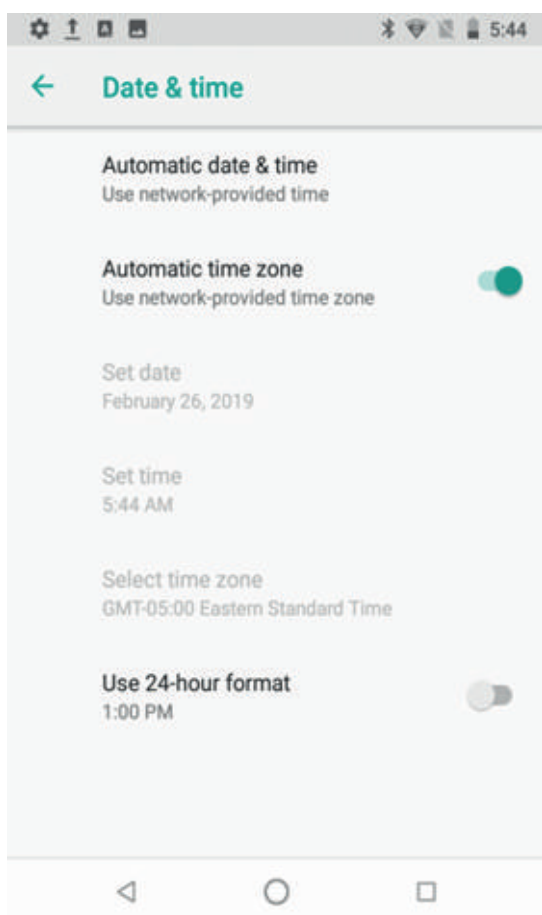 5:44
Date & time
Automatic date & time
Use network-provided time
Automatic time zone
Use network-provided time zone
Set date
February 26, 2019
Set time
5:44 AM
Select time zone
GMT-05:00 Eastern Standard Time
Use 24-hour format
1:00 PM